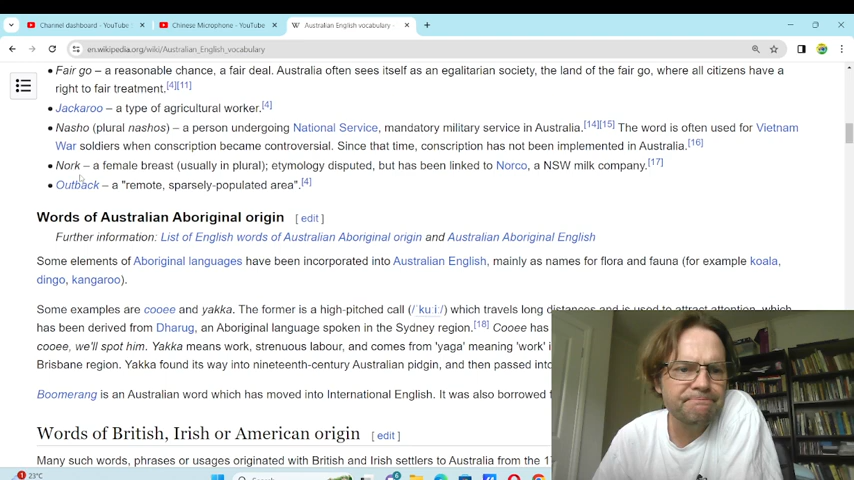 Channel dashboard - YouTube
Chinese Microphone - YouTube
Australian English vocabulary -
en.wikipedia.org/wiki/Australian_English_vocabulary
• Fair go – a reasonable chance, a fair deal. Australia often sees itself as an egalitarian society, the land of the fair go, where all citizens have a
right to fair treatment.[4][11]
• Jackaroo – a type of agricultural worker.[4]
• Nasho (plural nashos) – a person undergoing National Service, mandatory military service in Australia.[14][15] The word is often used for Vietnam
War soldiers when conscription became controversial. Since that time, conscription has not been implemented in Australia.[16]
• Nork – a female breast (usually in plural); etymology disputed, but has been linked to Norco, a NSW milk company.[17]
• Outback – a "remote, sparsely-populated area".[4]
Words of Australian Aboriginal origin [ edit ]
Further information: List of English words of Australian Aboriginal origin and Australian Aboriginal English
Some elements of Aboriginal languages have been incorporated into Australian English, mainly as names for flora and fauna (for example koala,
dingo, kangaroo).
Some examples are cooee and yakka. The former is a high-pitched call (/ˈkuːiː/) which travels long distances and is used to attract attention, which
has been derived from Dharug, an Aboriginal language spoken in the Sydney region.[18] Cooee has
cooee, we'll spot him. Yakka means work, strenuous labour, and comes from 'yaga' meaning 'work'
Brisbane region. Yakka found its way into nineteenth-century Australian pidgin, and then passed into
Boomerang is an Australian word which has moved into International English. It was also borrowed
Words of British, Irish or American origin [ edit ]
Many such words, phrases or usages originated with British and Irish settlers to Australia from the
1
23°C
Search
6